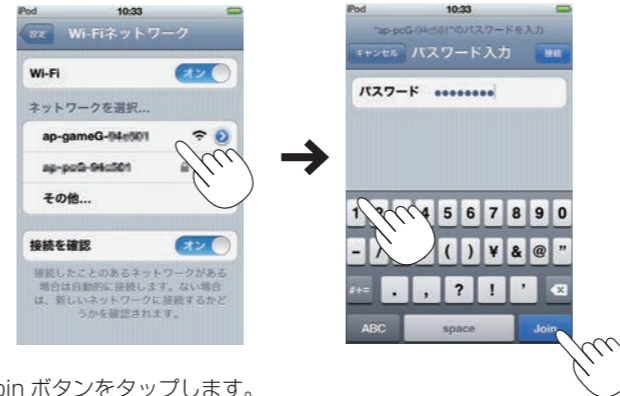 iPod 10:33
設定 Wi-Fiネットワーク
Wi-Fi オン
ネットワークを選択...
ap-gameG-94e501
ap-pcG-94c501
その他...
接続を確認 オン
接続したことのあるネットワークがある
場合は自動的に接続します。ない場合
は、新しいネットワークに接続するかど
うかを確認されます。
iPod 10:33
"ap-pcG-94c501"のパスワードを入力
キャンセル パスワード入力 接続
パスワード ●●●●●●●●
1 4 5 6 7 8 9 0
- / ( ) ¥ & @ "
#+= . , ? ! '
ABC space Join
oin ボタンをタップします。